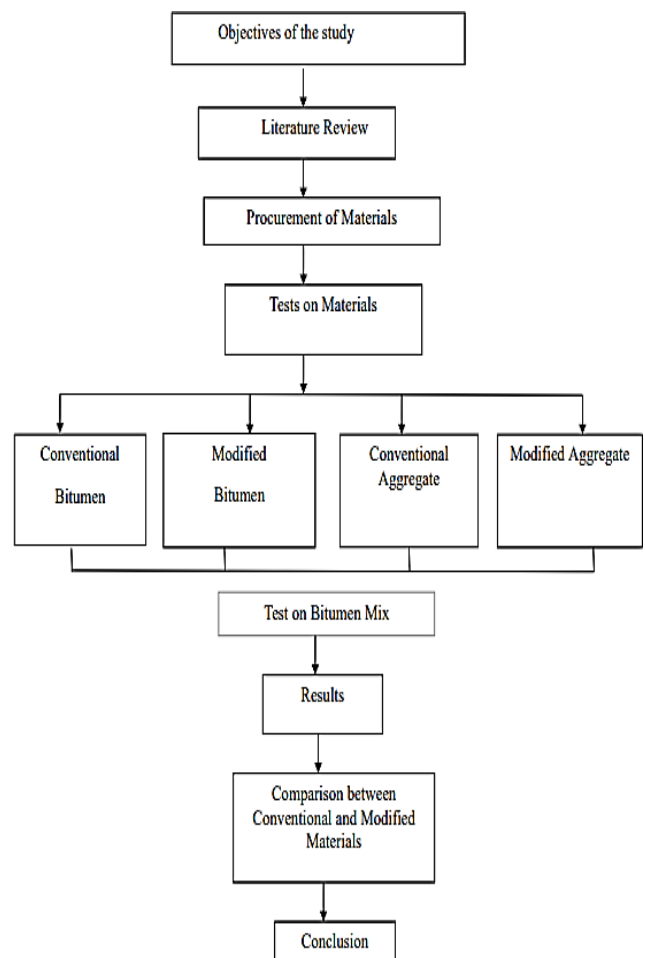 Objectives of the study
Literature Review
Procurement of Materials
Tests on Materials
Conventional
Bitumen
Modified
Bitumen
Conventional
Aggregate
Modified Aggregate
Test on Bitumen Mix
Results
Comparison between
Conventional and Modified
Materials
Conclusion